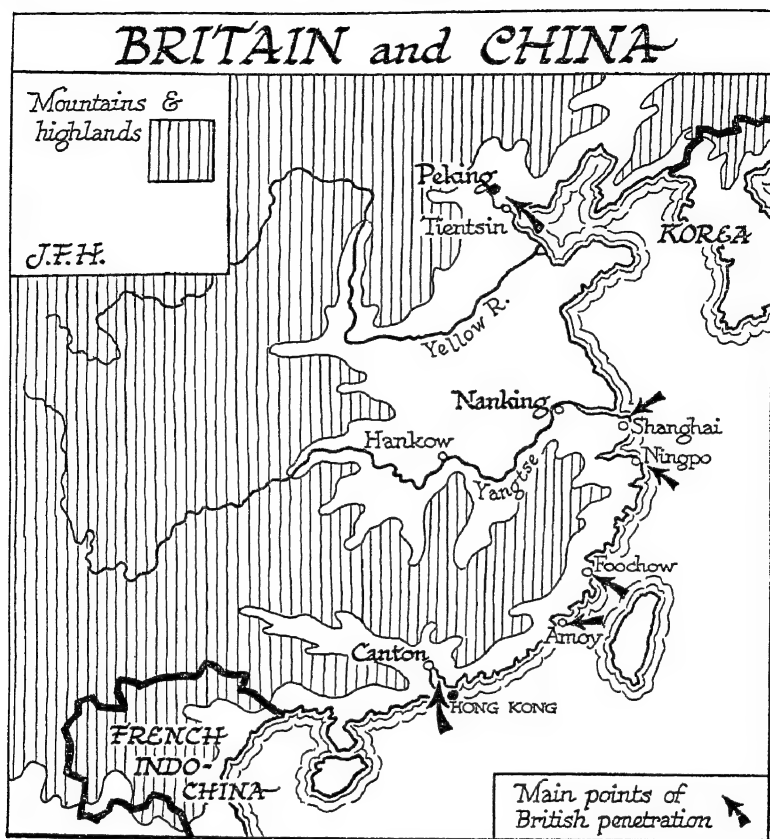 BRITAIN and CHINA
Mountains &
highlands
J.F.H.
Peking
Tientsin
KOREA
Yellow R.
Nanking
Shanghai
Hankow
Ningpo
Yangtse
Foochow
Amoy
Canton
HONG KONG
FRENCH
INDO-
CHINA
Main points of
British penetration